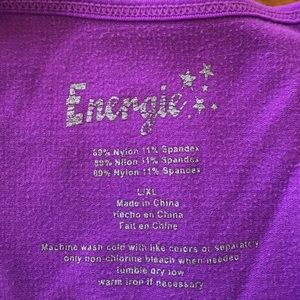 Energie
89% Nylon 11% Spandex
89% Nilon 11% Spandex
89% Nylon 11% Spandex
L/XL
Made in China
Hecho en China
Fait en Chine
Machine wash cold with like colors or separately
only non-chlorine bleach when needed
tumble dry low
warm iron if necessary